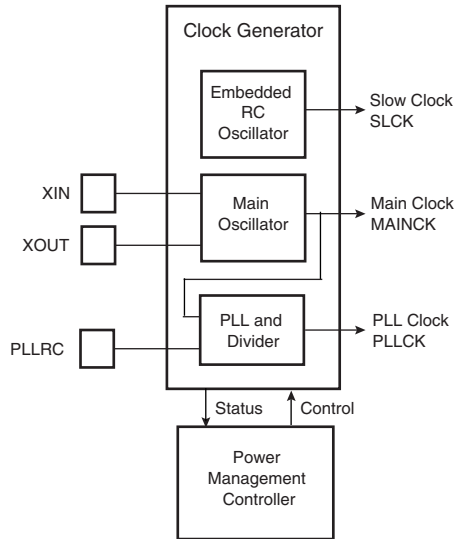 Clock Generator
Embedded
RC
Oscillator
Slow Clock
SLCK
XIN
Main
Oscillator
Main Clock
MAINCK
XOUT
PLL and
Divider
PLL Clock
PLLCK
PLLRC
Status
Control
Power
Management
Controller